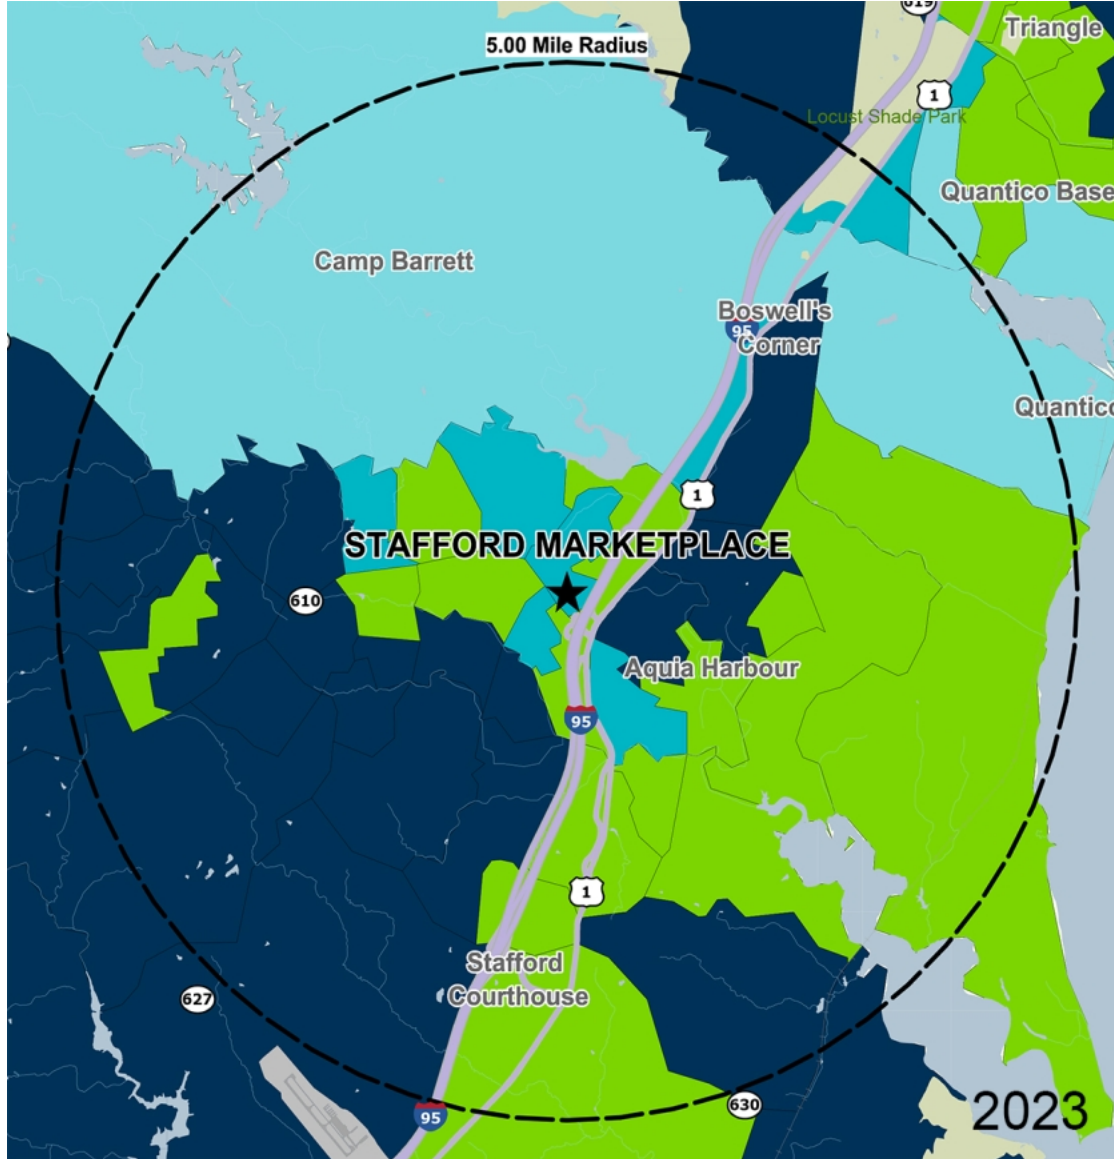 619
Triangle
5.00 Mile Radius
1
Locust Shade Park
Quantico Base
Camp Barrett
Boswell's
95
Corner
Quantico
1
STAFFORD MARKETPLACE
610
Aquia Harbour
95
1
Stafford
Courthouse
627
630
95
2023